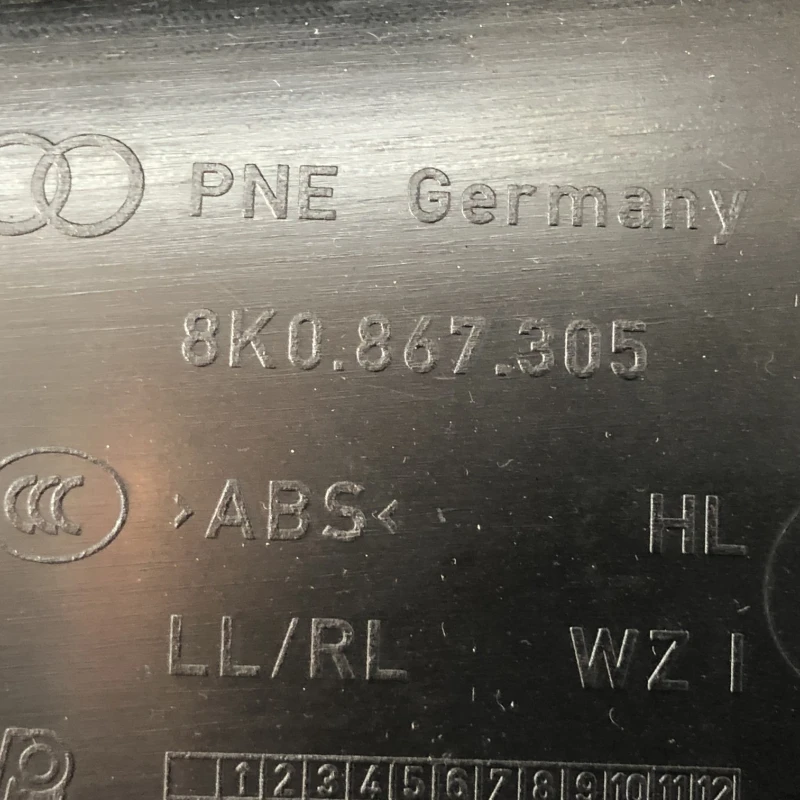 PNE Germany
8K0.867.305
CCC >ABS< HL
LL/RL WZ I
1 2 3 4 5 6 7 8 9 10 11 12